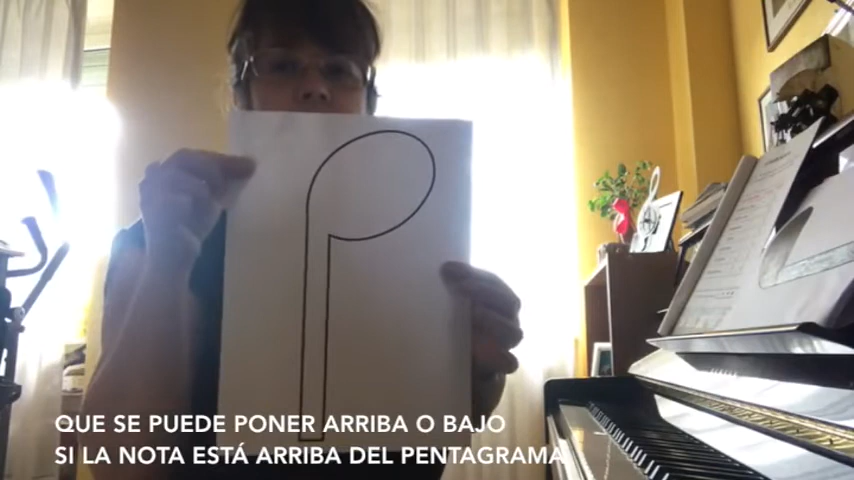 QUE SE PUEDE PONER ARRIBA O BAJO
SI LA NOTA ESTÁ ARRIBA DEL PENTAGRAMA